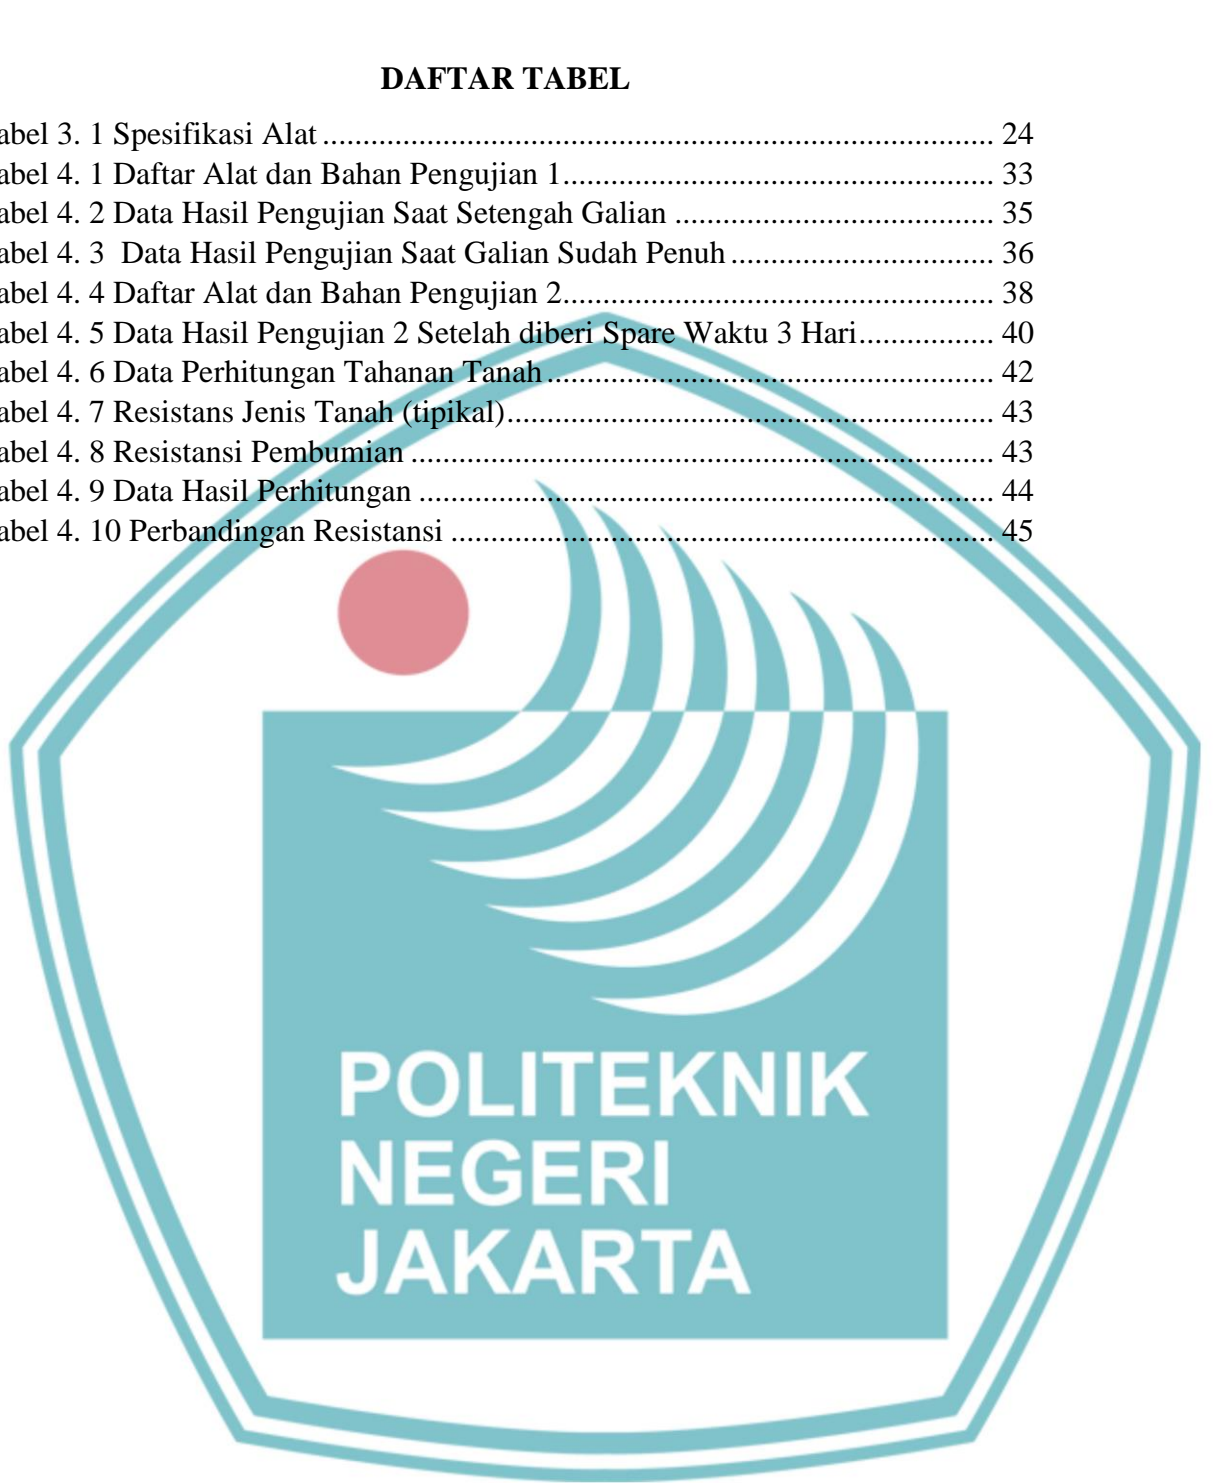 DAFTAR TABEL
abel 3. 1 Spesifikasi Alat ................................................................................... 24
abel 4. 1 Daftar Alat dan Bahan Pengujian 1..................................................... 33
abel 4. 2 Data Hasil Pengujian Saat Setengah Galian ....................................... 35
abel 4. 3  Data Hasil Pengujian Saat Galian Sudah Penuh ................................ 36
abel 4. 4 Daftar Alat dan Bahan Pengujian 2..................................................... 38
abel 4. 5 Data Hasil Pengujian 2 Setelah diberi Spare Waktu 3 Hari................ 40
abel 4. 6 Data Perhitungan Tahanan Tanah....................................................... 42
abel 4. 7 Resistans Jenis Tanah (tipikal)............................................................ 43
abel 4. 8 Resistansi Pembumian ........................................................................ 43
abel 4. 9 Data Hasil Perhitungan ....................................................................... 44
abel 4. 10 Perbandingan Resistansi ................................................................... 45
POLITEKNIK
NEGERI
JAKARTA